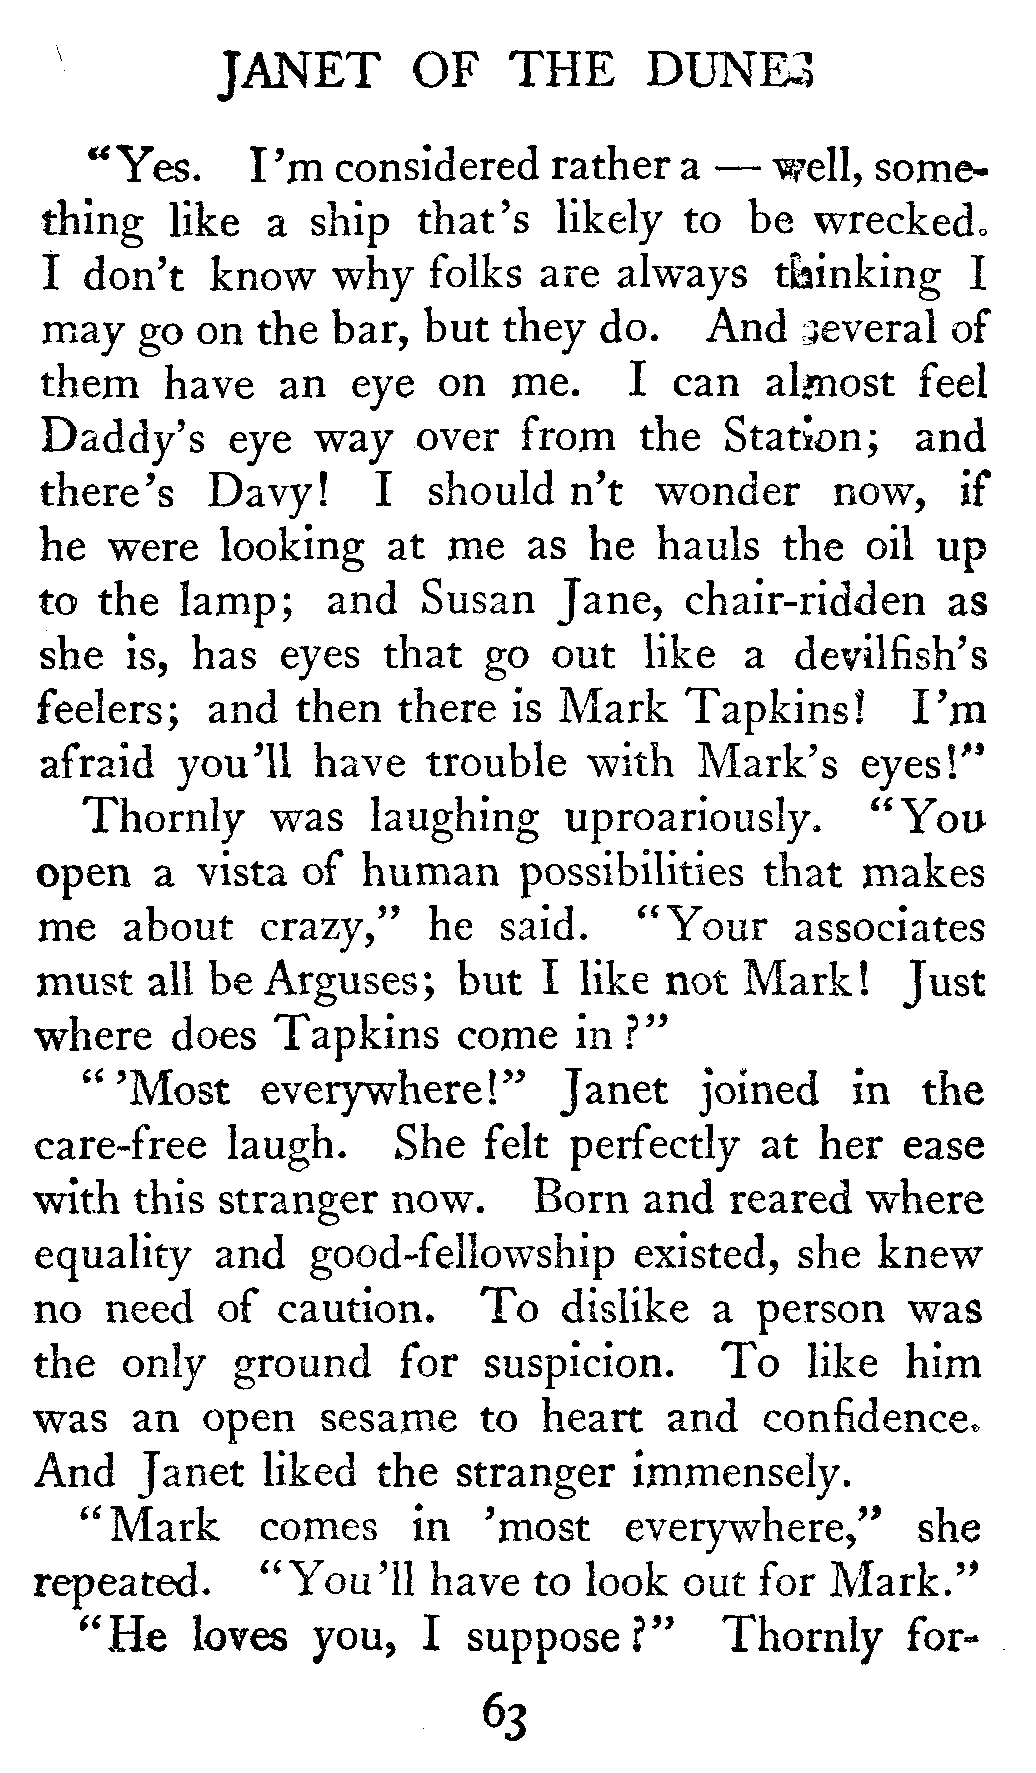 JANET OF THE DUNES
"Yes. I'm considered rather a — well, some-
thing like a ship that's likely to be wrecked.
I don't know why folks are always thinking I
may go on the bar, but they do. And several of
them have an eye on me. I can almost feel
Daddy's eye way over from the Station; and
there's Davy! I should n't wonder now, if
he were looking at me as he hauls the oil up
to the lamp; and Susan Jane, chair-ridden as
she is, has eyes that go out like a devilfish's
feelers; and then there is Mark Tapkins! I'm
afraid you'll have trouble with Mark's eyes!"
Thornly was laughing uproariously. "You
open a vista of human possibilities that makes
me about crazy," he said. "Your associates
must all be Arguses; but I like not Mark! Just
where does Tapkins come in?"
"'Most everywhere!" Janet joined in the
care-free laugh. She felt perfectly at her ease
with this stranger now. Born and reared where
equality and good-fellowship existed, she knew
no need of caution. To dislike a person was
the only ground for suspicion. To like him
was an open sesame to heart and confidence.
And Janet liked the stranger immensely.
"Mark comes in 'most everywhere," she
repeated. "You'll have to look out for Mark."
"He loves you, I suppose?" Thornly for-
63